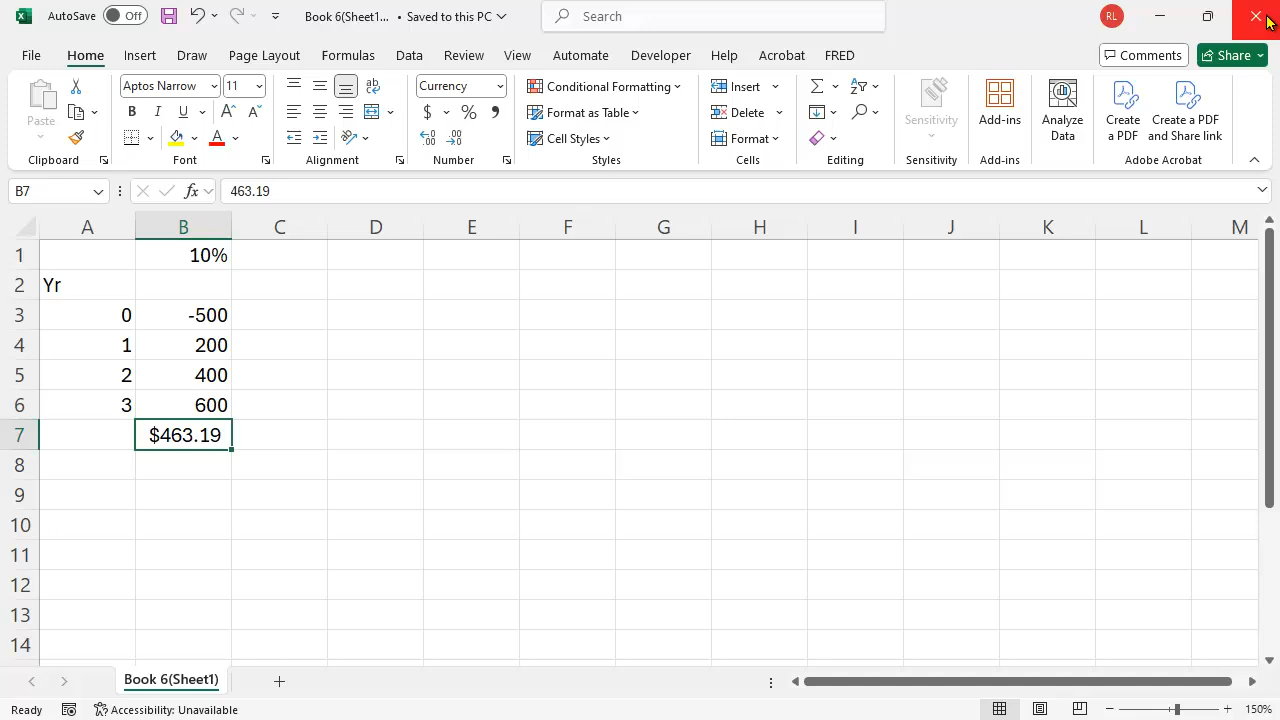 AutoSave Off Book 6(Sheet1... • Saved to this PC Search RL
File Home Insert Draw Page Layout Formulas Data Review View Automate Developer Help Acrobat FRED Comments Share
Paste
Clipboard
Aptos Narrow 11
B I U A A
A
Font
ab
Alignment
Currency
$ % 9
Number
Conditional Formatting
Format as Table
Cell Styles
Styles
Insert
Delete
Format
Cells
Editing
Sensitivity
Sensitivity
Add-ins
Add-ins
Analyze
Data
Create
a PDF
Create a PDF
and Share link
Adobe Acrobat
B7 fx 463.19
A B C D E F G H I J K L M
1 10%
2 Yr
3 0 -500
4 1 200
5 2 400
6 3 600
7 $463.19
8
9
10
11
12
13
14
Book 6(Sheet1)
Ready Accessibility: Unavailable 150%